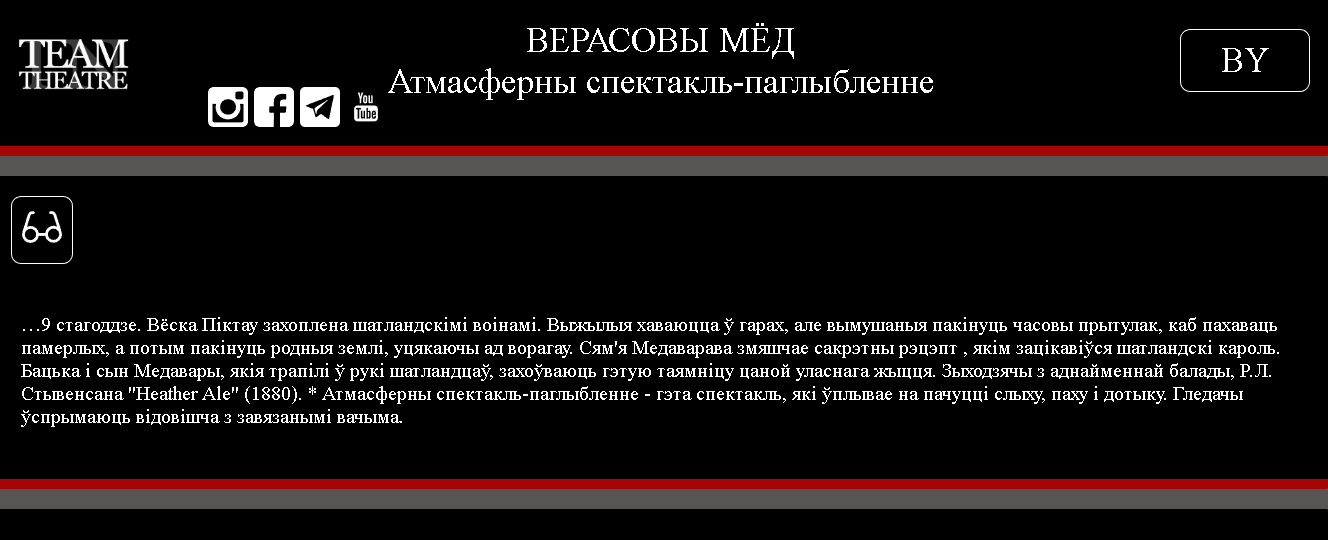 TEAM
THEATRE
ВЕРАСОВЫ МЁД
Атмасферны спектакль-паглыбленне
You
Tube
BY
…9 стагоддзе. Вёска Піктау захоплена шатландскімі воінамі. Выжылыя хаваюцца ў гарах, але вымушаныя пакінуць часовы прытулак, каб пахаваць
памерлых, а потым пакінуць родныя землі, уцякаючы ад ворагау. Сям'я Медаварава змяшчае сакрэтны рэцэпт , якім зацікавіўся шатландскі кароль.
Бацька і сын Медавары, якія трапілі ў рукі шатландцаў, захоўваюць гэтую таямніцу цаной уласнага жыцця. Зыходзячы з аднайменнай балады, Р.Л.
Стывенсана "Heather Ale" (1880). * Атмасферны спектакль-паглыбленне - гэта спектакль, які ўплывае на пачуцці слыху, паху і дотыку. Гледачы
ўспрымаюць відовішча з завязанымі вачыма.